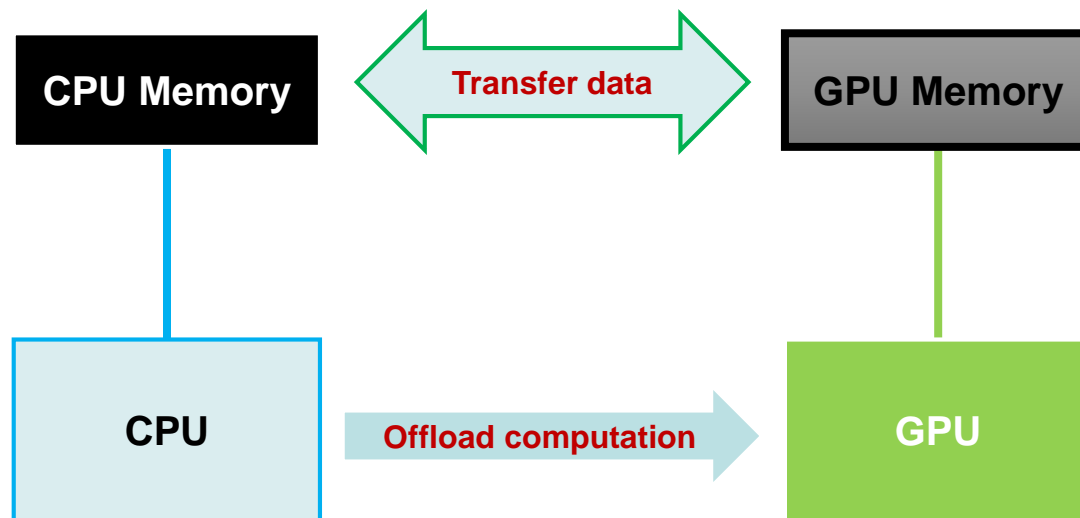 CPU Memory
Transfer data
GPU Memory
CPU
Offload computation
GPU